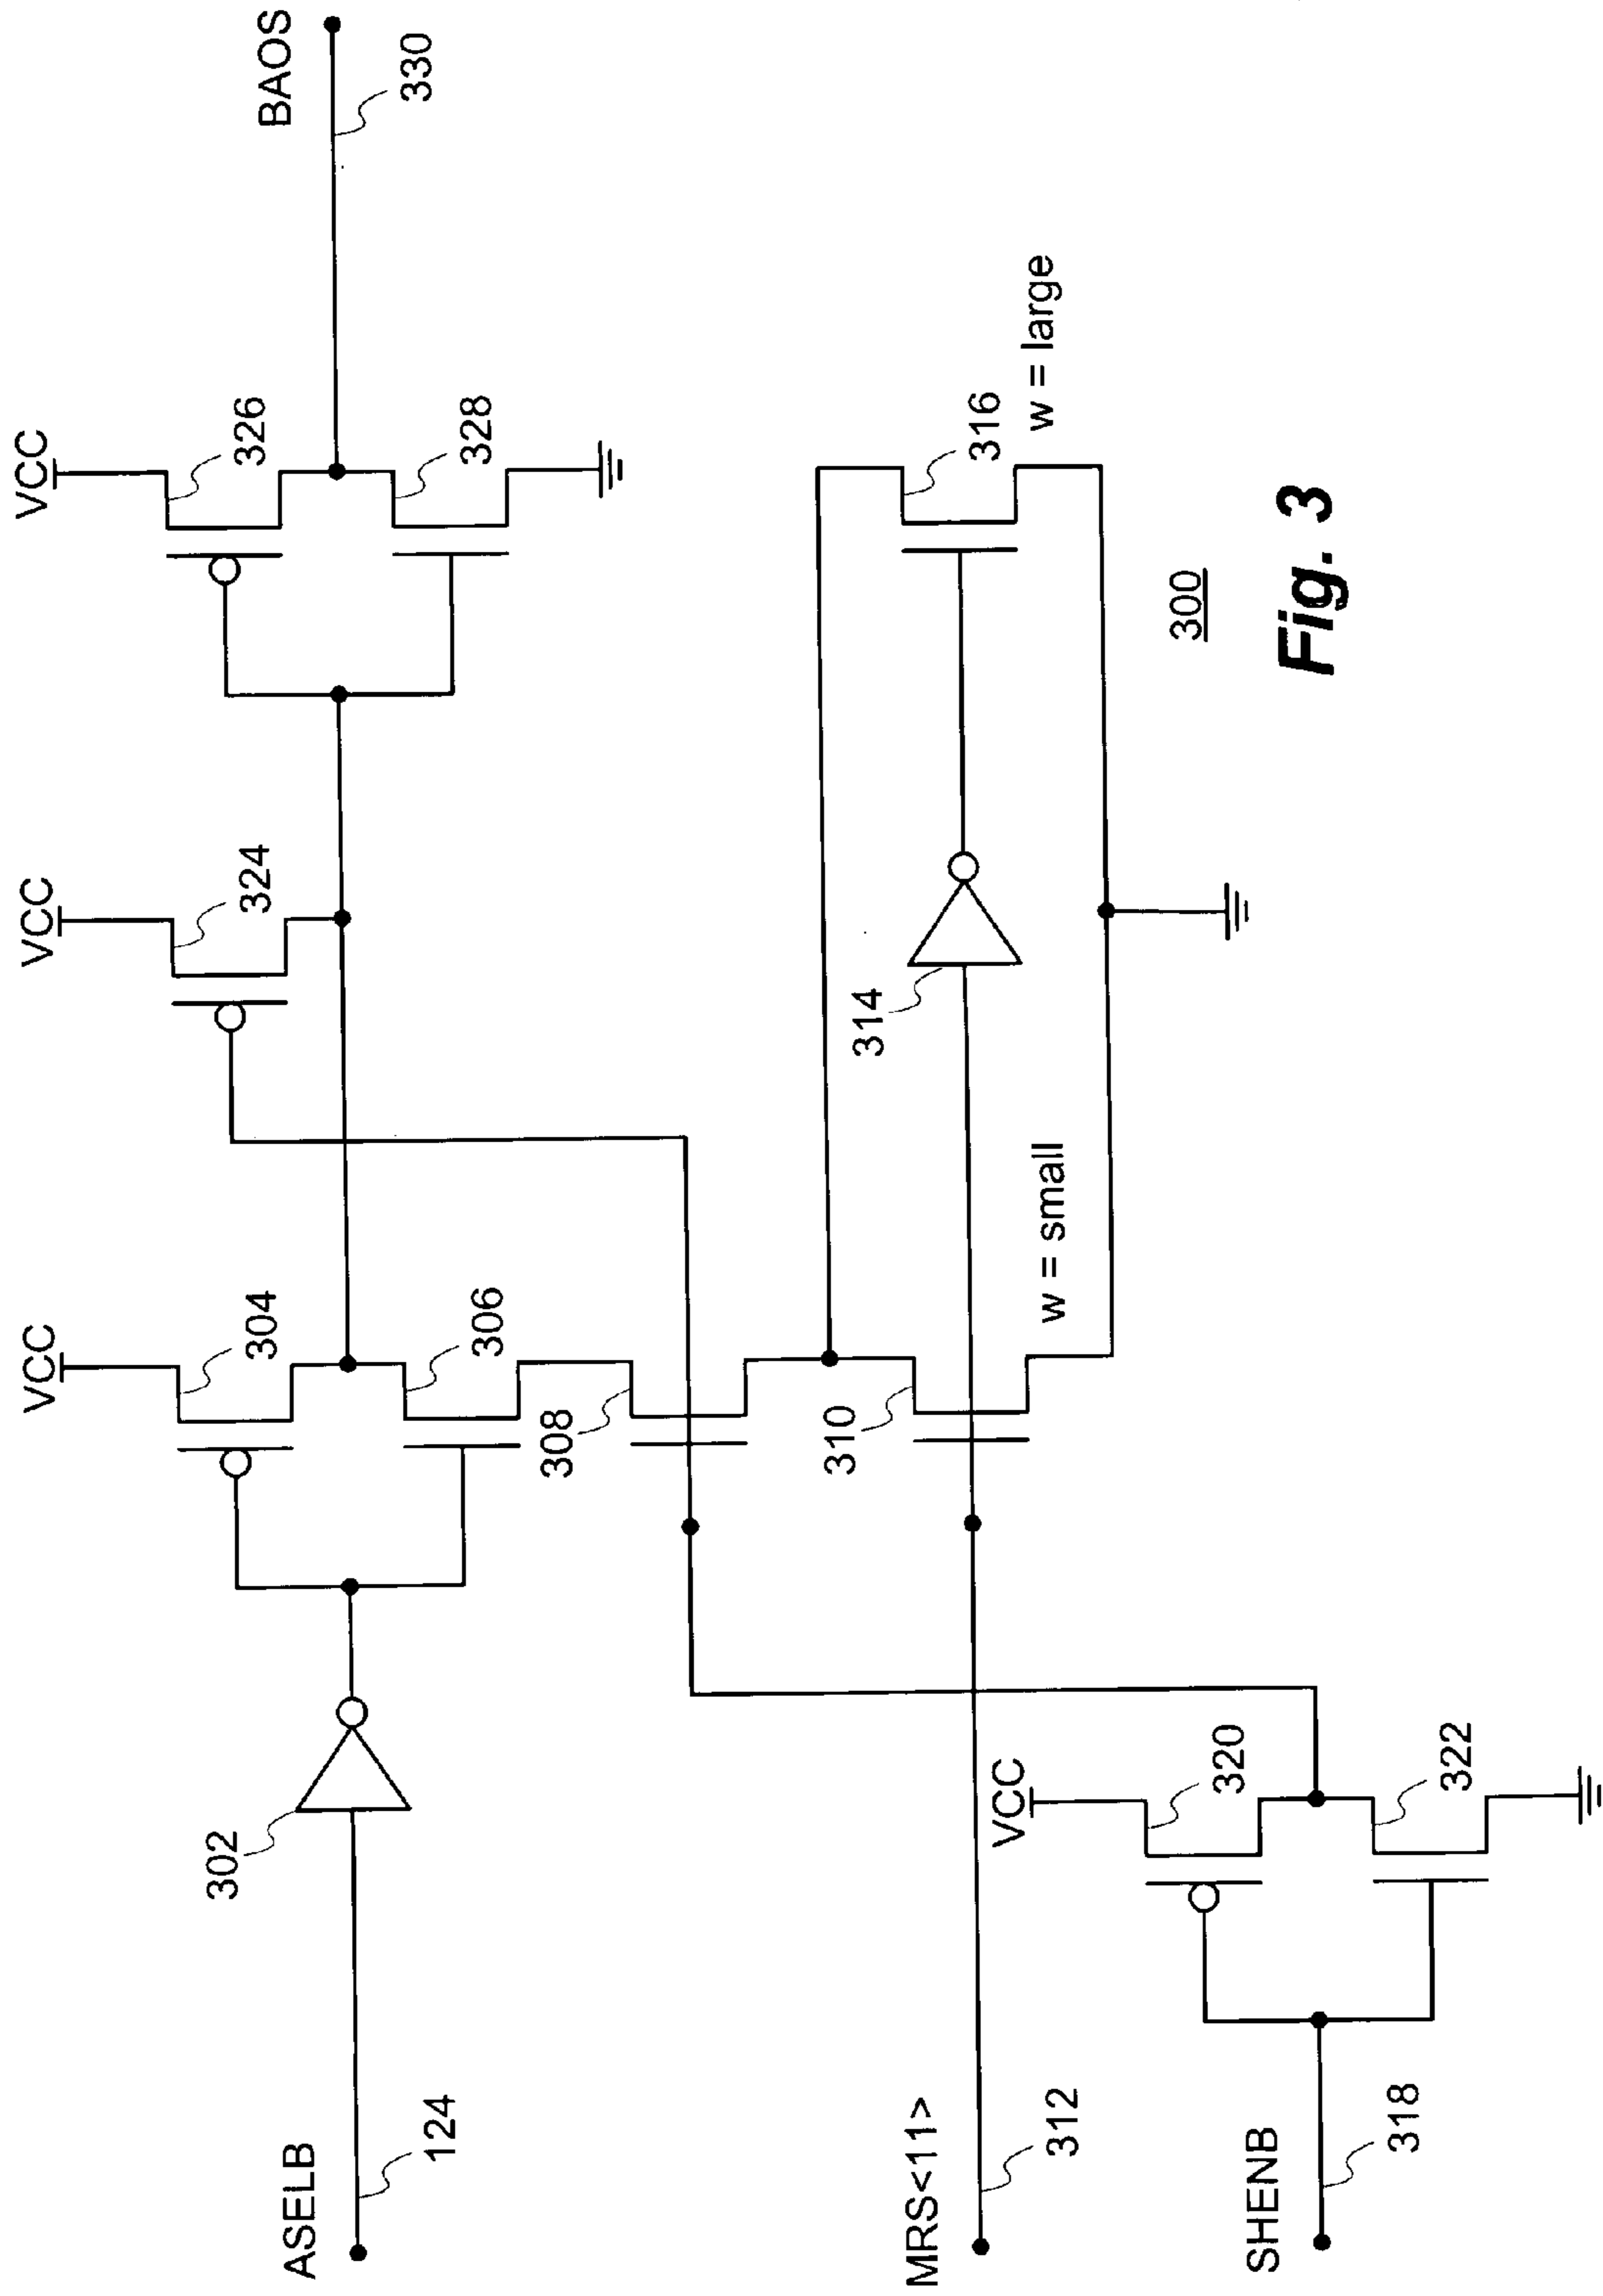 VCC
VCC
VCC
304
324
326
BAOS
330
306
328
302
308
ASELB
124
310
314
316
w = small
w = large
MRS<11>
312
VCC
320
322
SHENB
318
300
Fig. 3